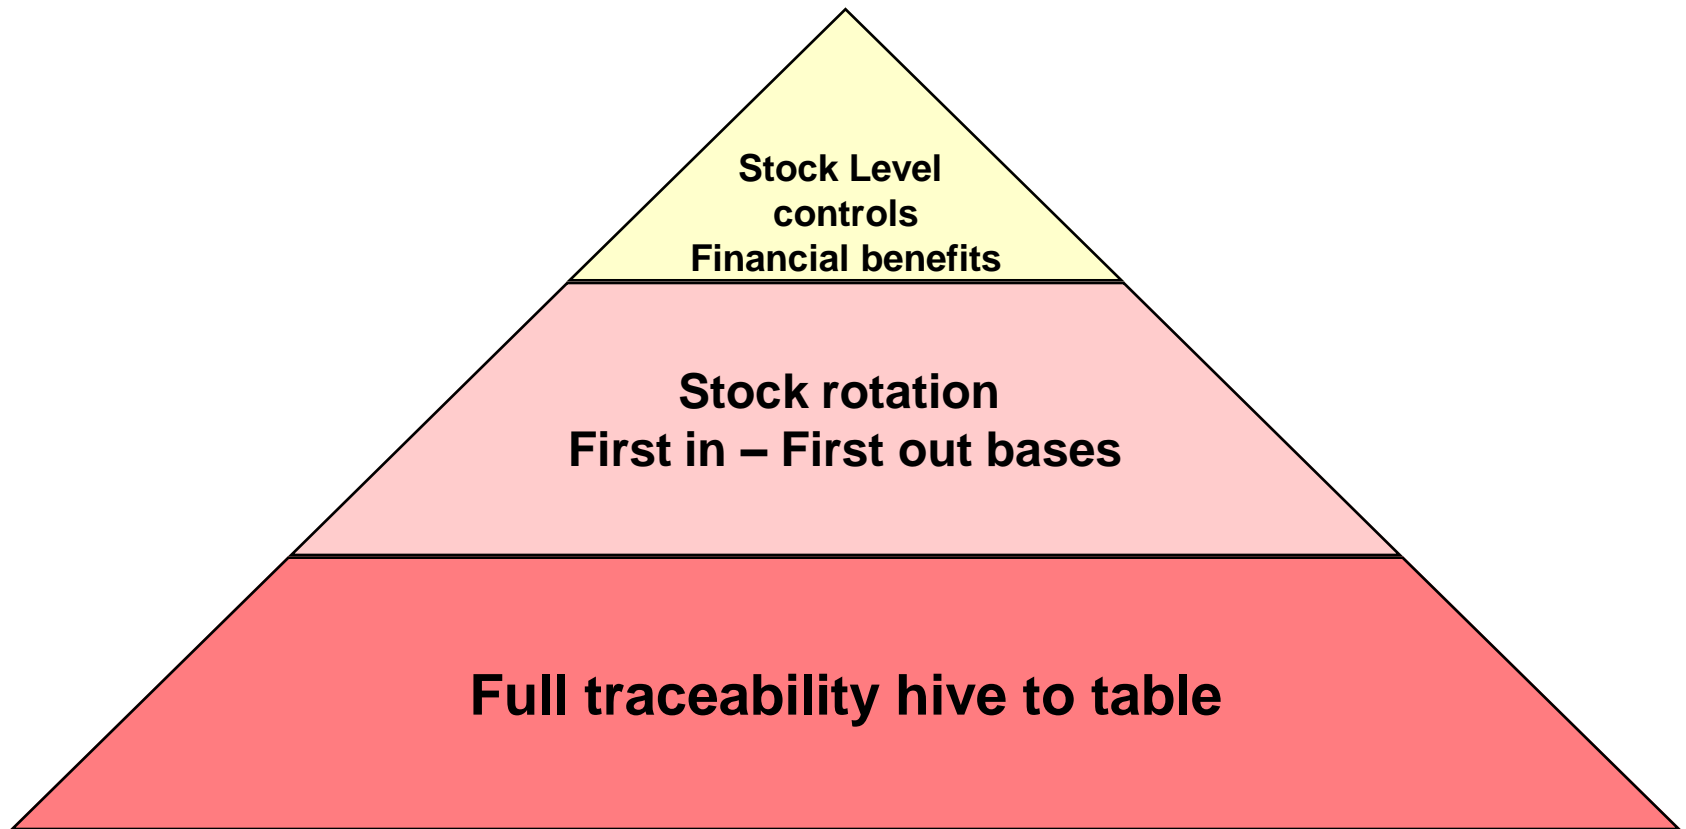 Stock Level
controls
Financial benefits
Stock rotation
First in – First out bases
Full traceability hive to table